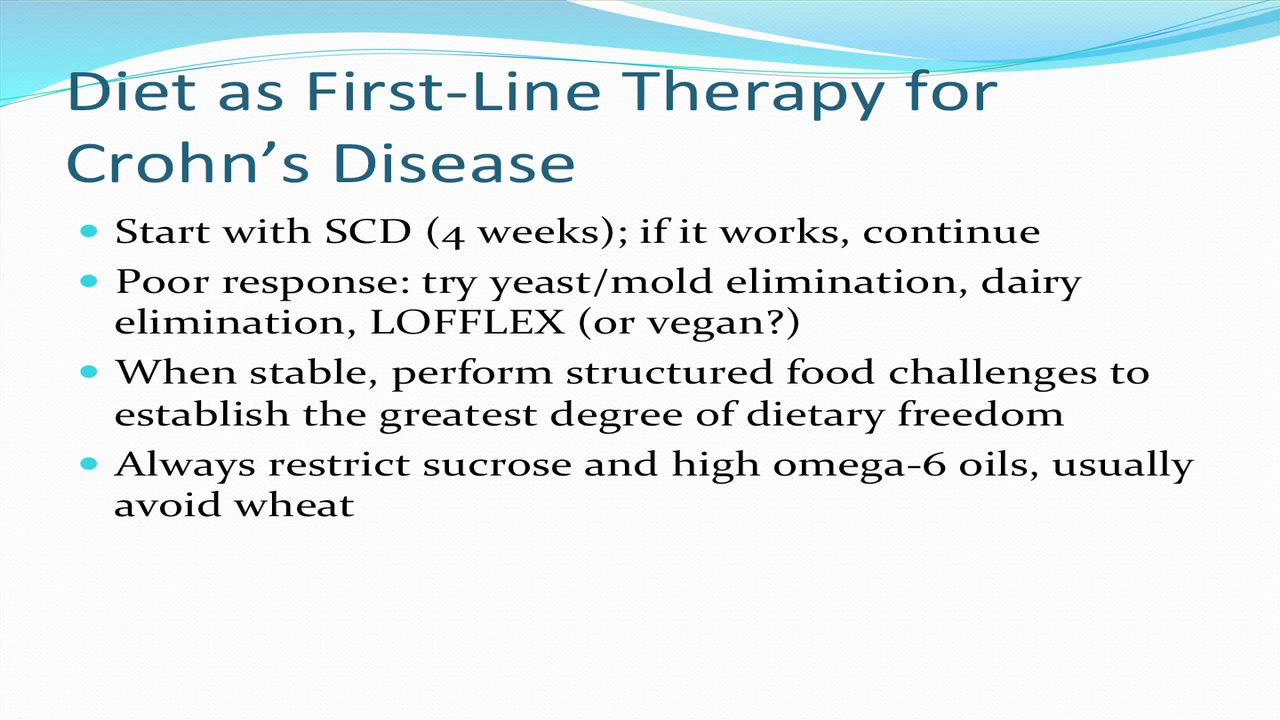 Diet as First-Line Therapy for
Crohn’s Disease
• Start with SCD (4 weeks); if it works, continue
• Poor response: try yeast/mold elimination, dairy
elimination, LOFFLEX (or vegan?)
• When stable, perform structured food challenges to
establish the greatest degree of dietary freedom
• Always restrict sucrose and high omega-6 oils, usually
avoid wheat